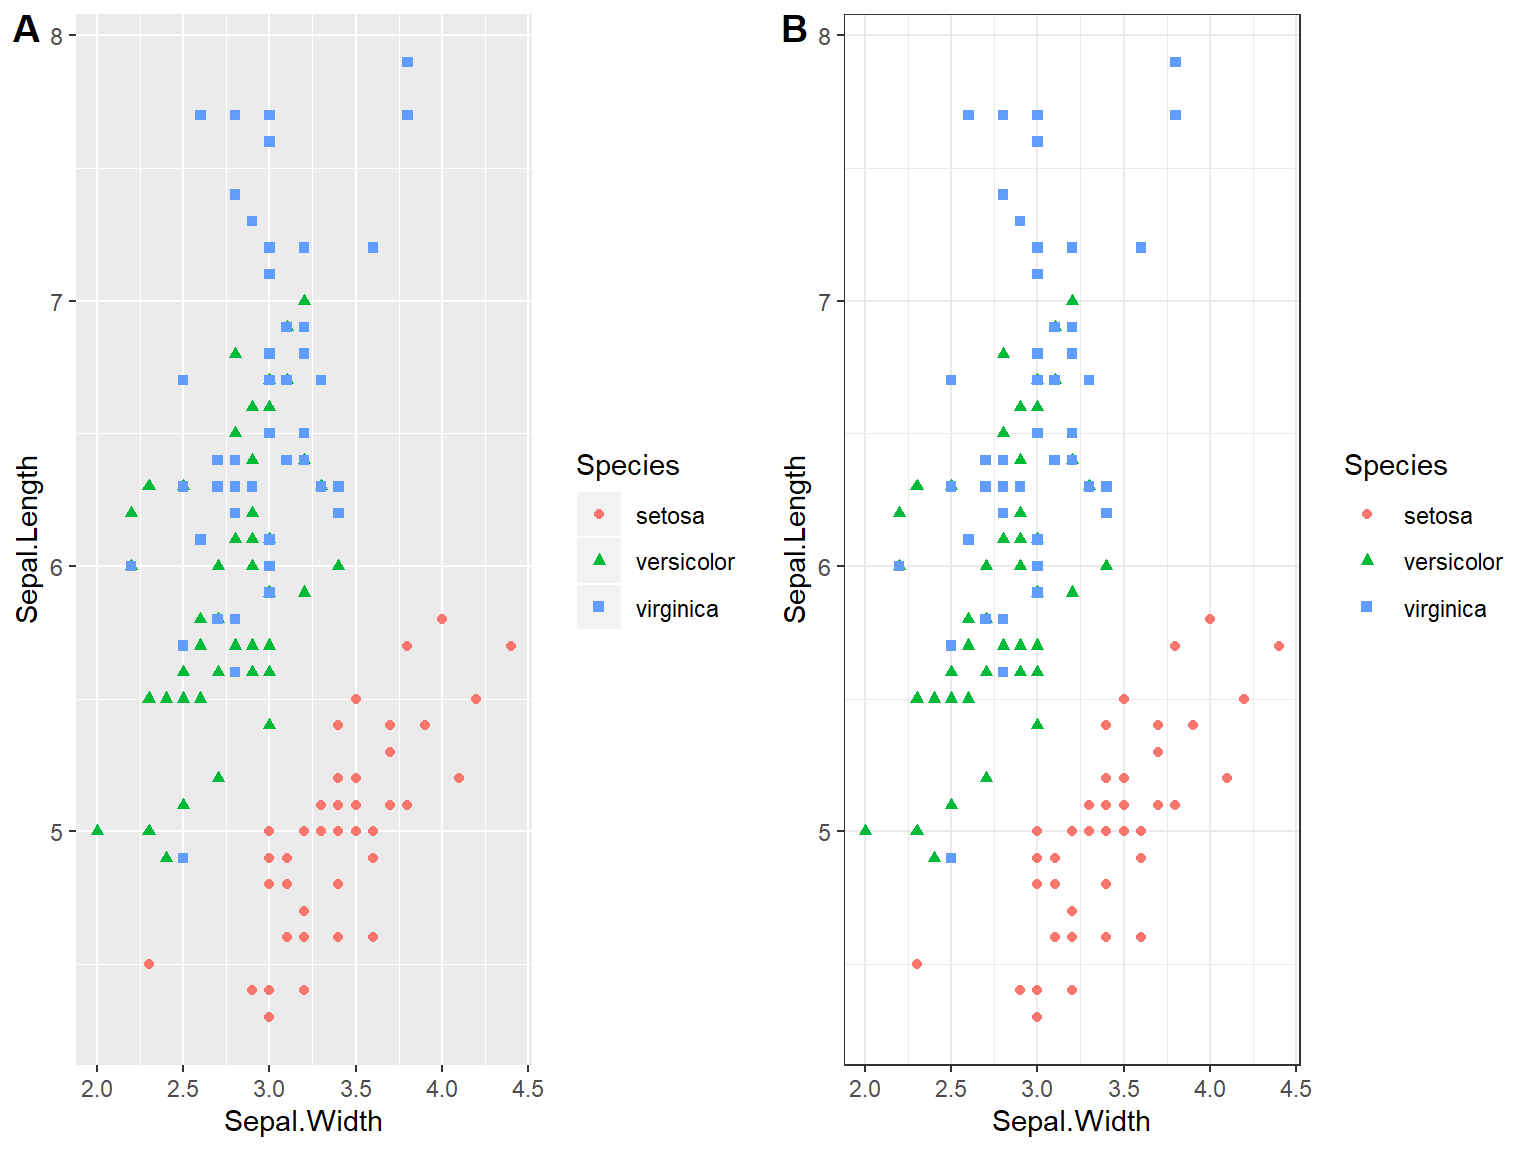 A
8
7
6
5
Sepal.Length
2.0 2.5 3.0 3.5 4.0 4.5
Sepal.Width
Species
setosa
versicolor
virginica
B
8
7
6
5
Sepal.Length
2.0 2.5 3.0 3.5 4.0 4.5
Sepal.Width
Species
setosa
versicolor
virginica